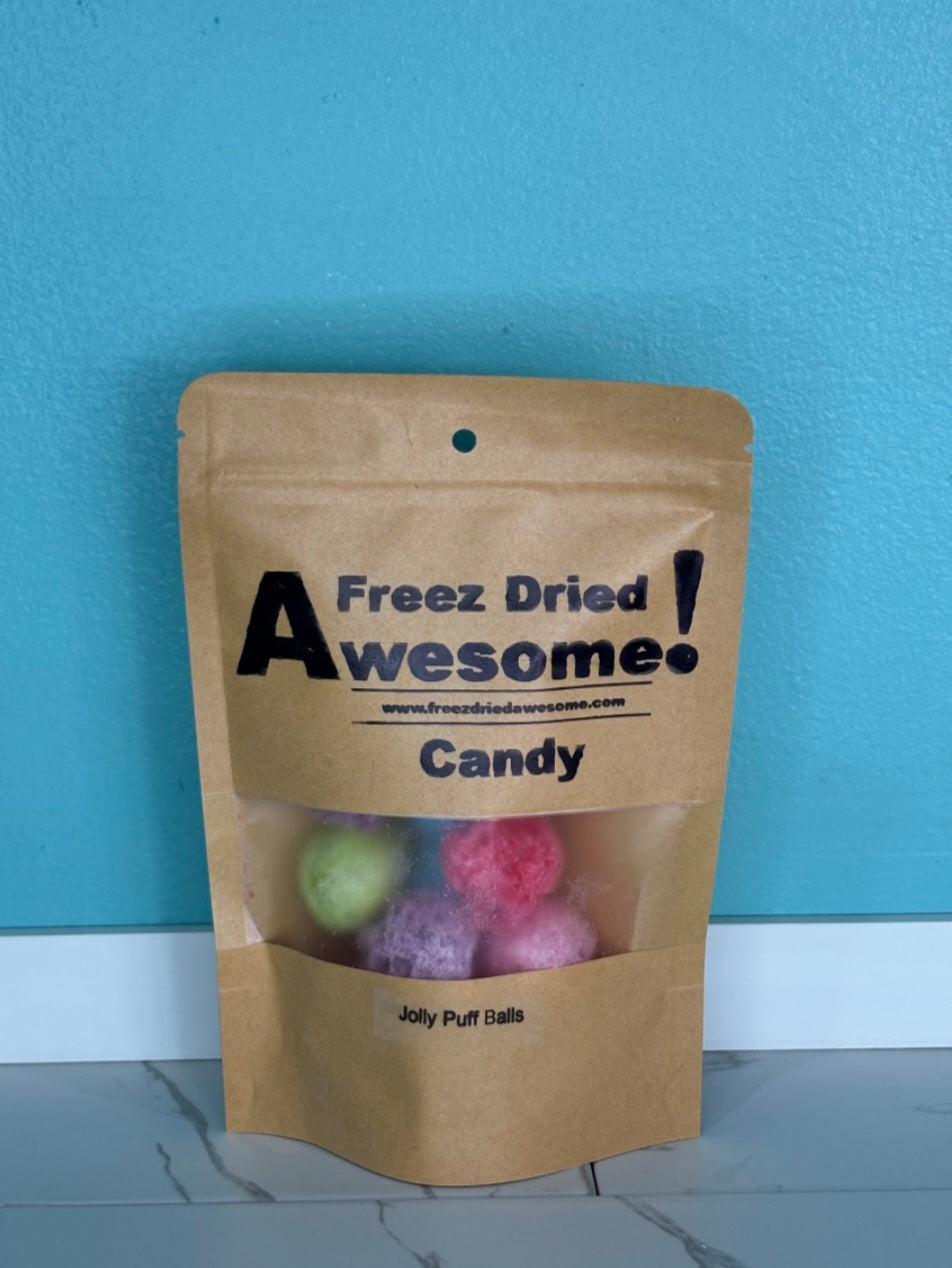 Freez Dried
Awesome!
www.freezdriedawesome.com
Candy
Jolly Puff Balls